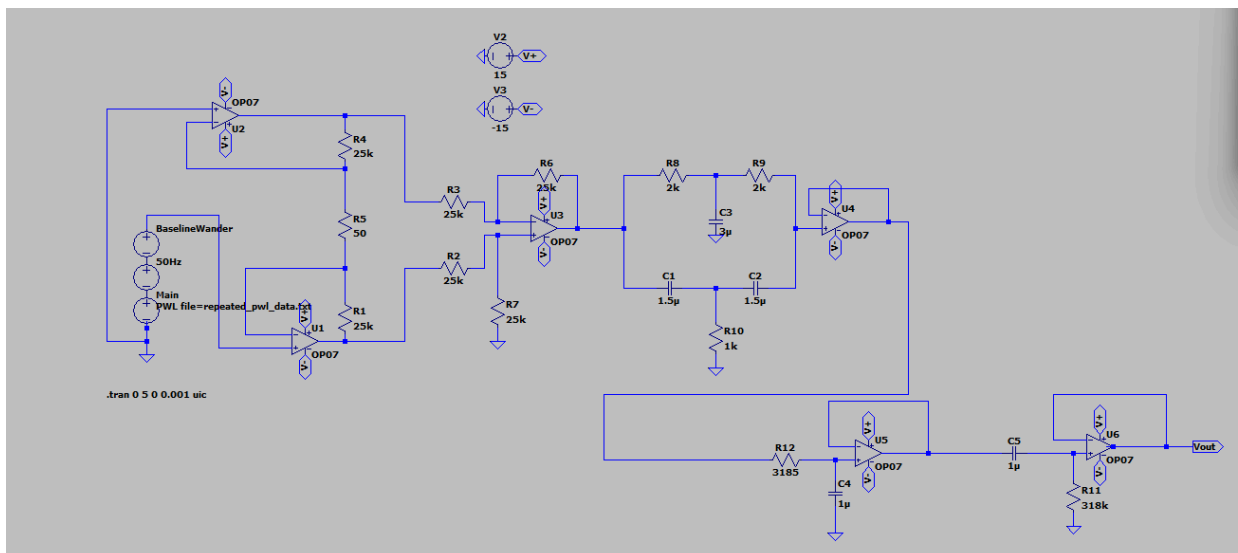 V2
V+
15
V3
V-
-15
V-
OP07
U2
V+
R4
25k
R5
50
BaselineWander
50Hz
Main
PWL file=repeated_pwl_data.txt
R1
25k
V+
U1
OP07
V-
.tran 0 5 0 0.001 uic
R3
25k
R2
25k
R6
25k
V+
U3
OP07
V-
R7
25k
R8
2k
R9
2k
C3
3µ
C1
1.5µ
C2
1.5µ
R10
1k
V+
U4
OP07
V-
R12
3185
C4
1µ
V+
U5
OP07
V-
C5
1µ
R11
318k
V+
U6
OP07
V-
Vout